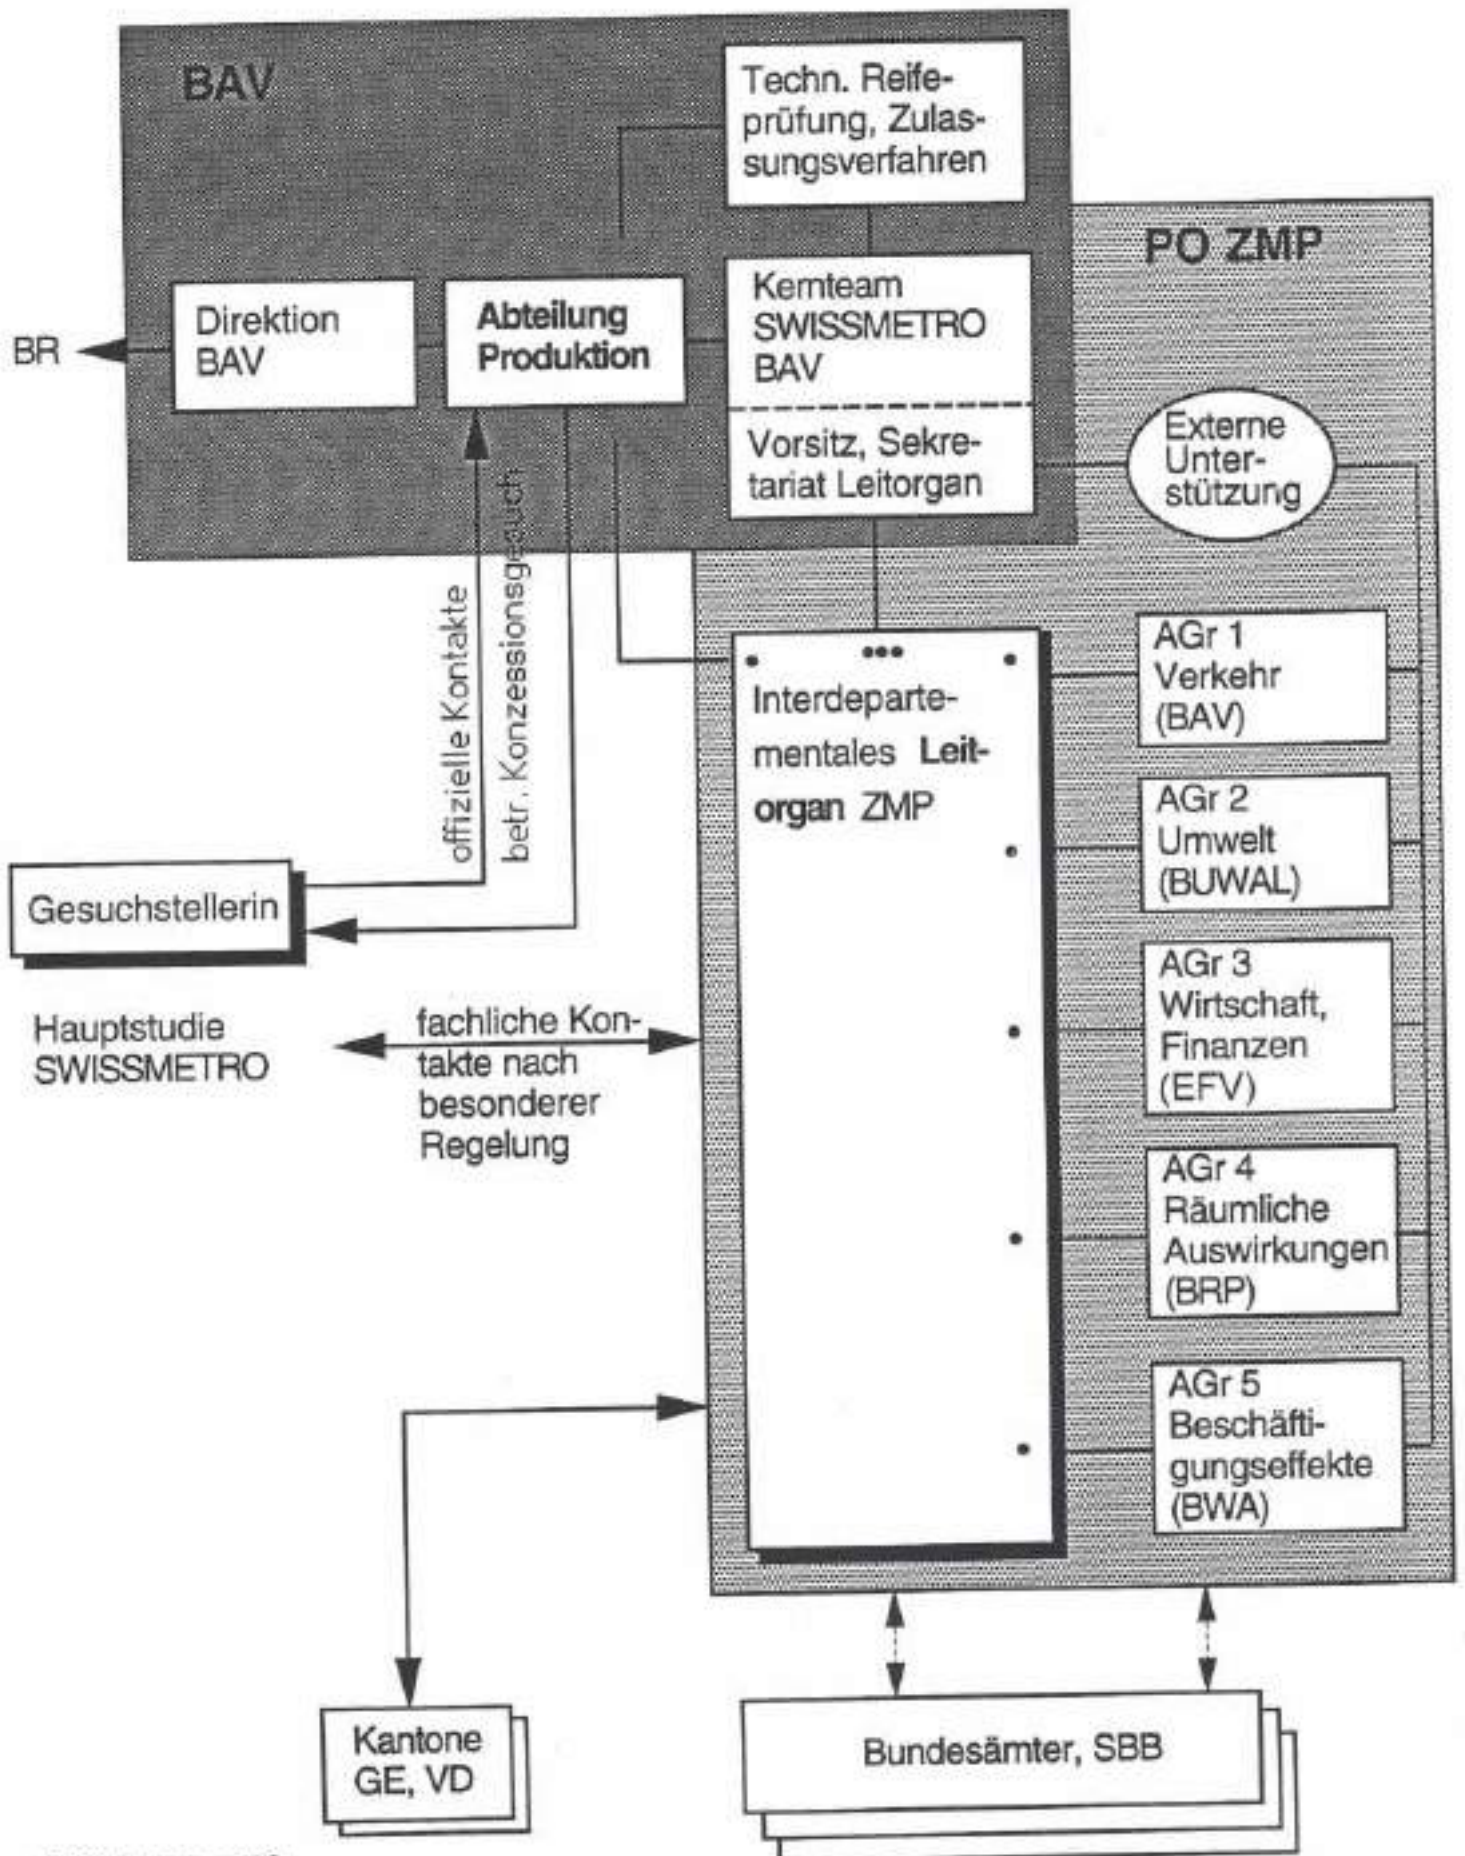 BAV
Techn. Reife-
prüfung, Zulas-
sungsverfahren
PO ZMP
BR
Direktion
BAV
Abteilung
Produktion
Kernteam
SWISSMETRO
BAV
Vorsitz, Sekre-
tariat Leitorgan
Externe
Unter-
stützung
offizielle Kontakte
betr. Konzessionsgesuch
Interdeparte-
mentales Leit-
organ ZMP
AGr 1
Verkehr
(BAV)
AGr 2
Umwelt
(BUWAL)
AGr 3
Wirtschaft,
Finanzen
(EFV)
AGr 4
Räumliche
Auswirkungen
(BRP)
AGr 5
Beschäfti-
gungseffekte
(BWA)
Gesuchstellerin
Hauptstudie
SWISSMETRO
fachliche Kon-
takte nach
besonderer
Regelung
Kantone
GE, VD
Bundesämter, SBB